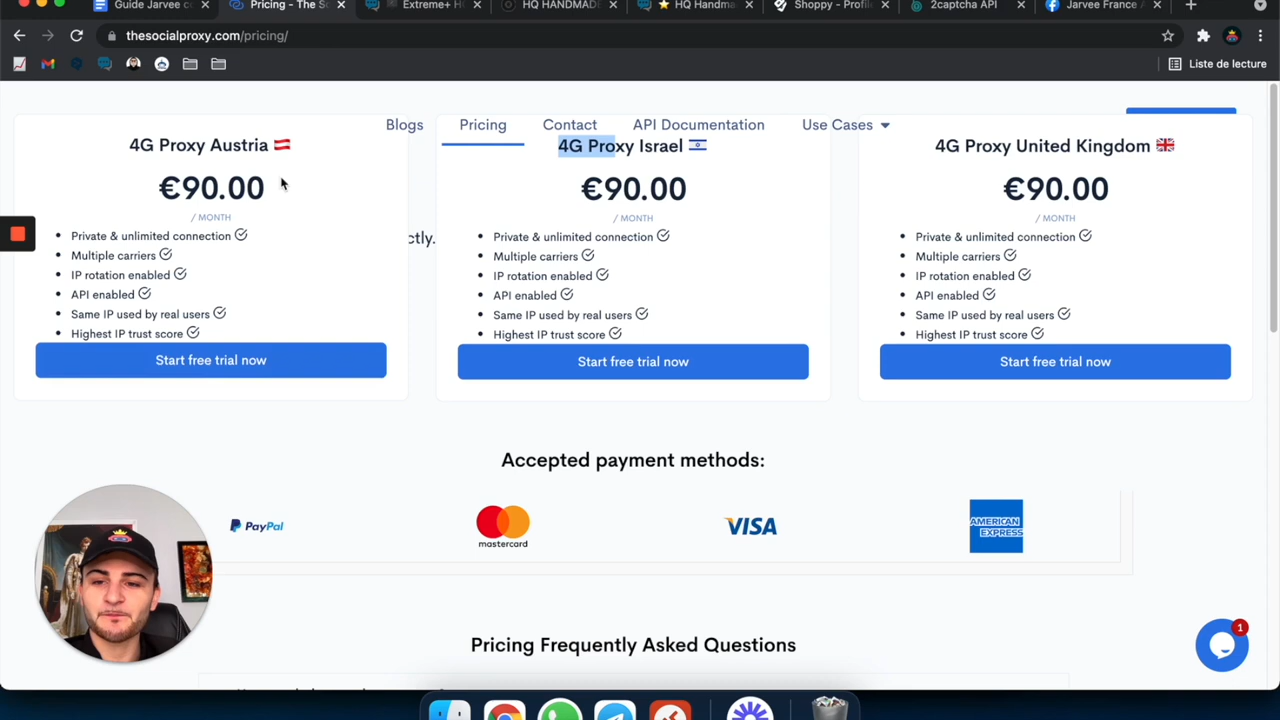 Guide Jarvee c
Pricing - The S
Extreme+ H
HQ HANDMAD
HQ Handma
Shoppy - Profile
2captcha API
Jarvee France
thesocialproxy.com/pricing/
Liste de lecture
Blogs
Pricing
Contact
API Documentation
Use Cases
4G Proxy Austria
€90.00
/ MONTH
Private & unlimited connection
Multiple carriers
IP rotation enabled
API enabled
Same IP used by real users
Highest IP trust score
Start free trial now
ctly.
4G Proxy Israel
€90.00
/ MONTH
Private & unlimited connection
Multiple carriers
IP rotation enabled
API enabled
Same IP used by real users
Highest IP trust score
Start free trial now
4G Proxy United Kingdom
€90.00
/ MONTH
Private & unlimited connection
Multiple carriers
IP rotation enabled
API enabled
Same IP used by real users
Highest IP trust score
Start free trial now
Accepted payment methods:
PayPal
mastercard
VISA
AMERICAN
EXPRESS
Pricing Frequently Asked Questions
1